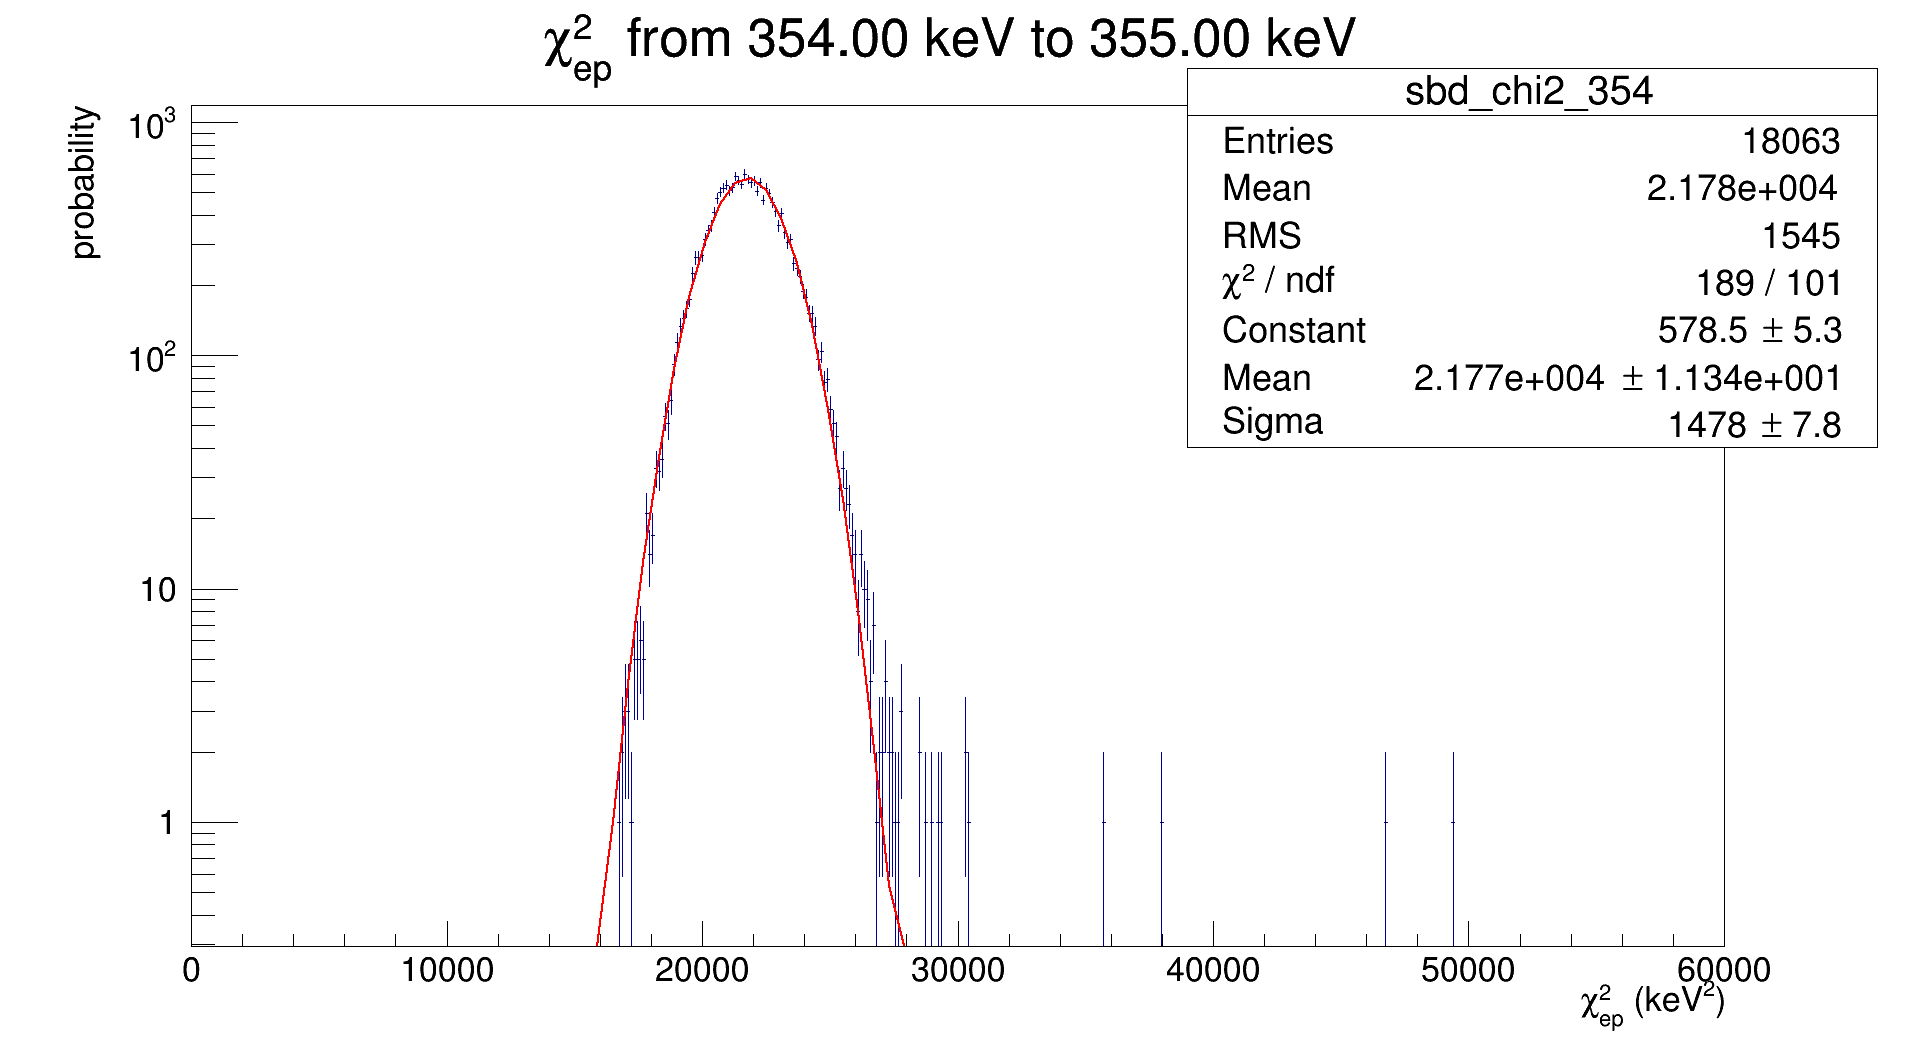 χ²ep from 354.00 keV to 355.00 keV
sbd_chi2_354
Entries 18063
Mean 2.178e+004
RMS 1545
χ² / ndf 189 / 101
Constant 578.5 ± 5.3
Mean 2.177e+004 ± 1.134e+001
Sigma 1478 ± 7.8
probability
10³
10²
10
1
0 10000 20000 30000 40000 50000 60000
χ²ep (keV²)